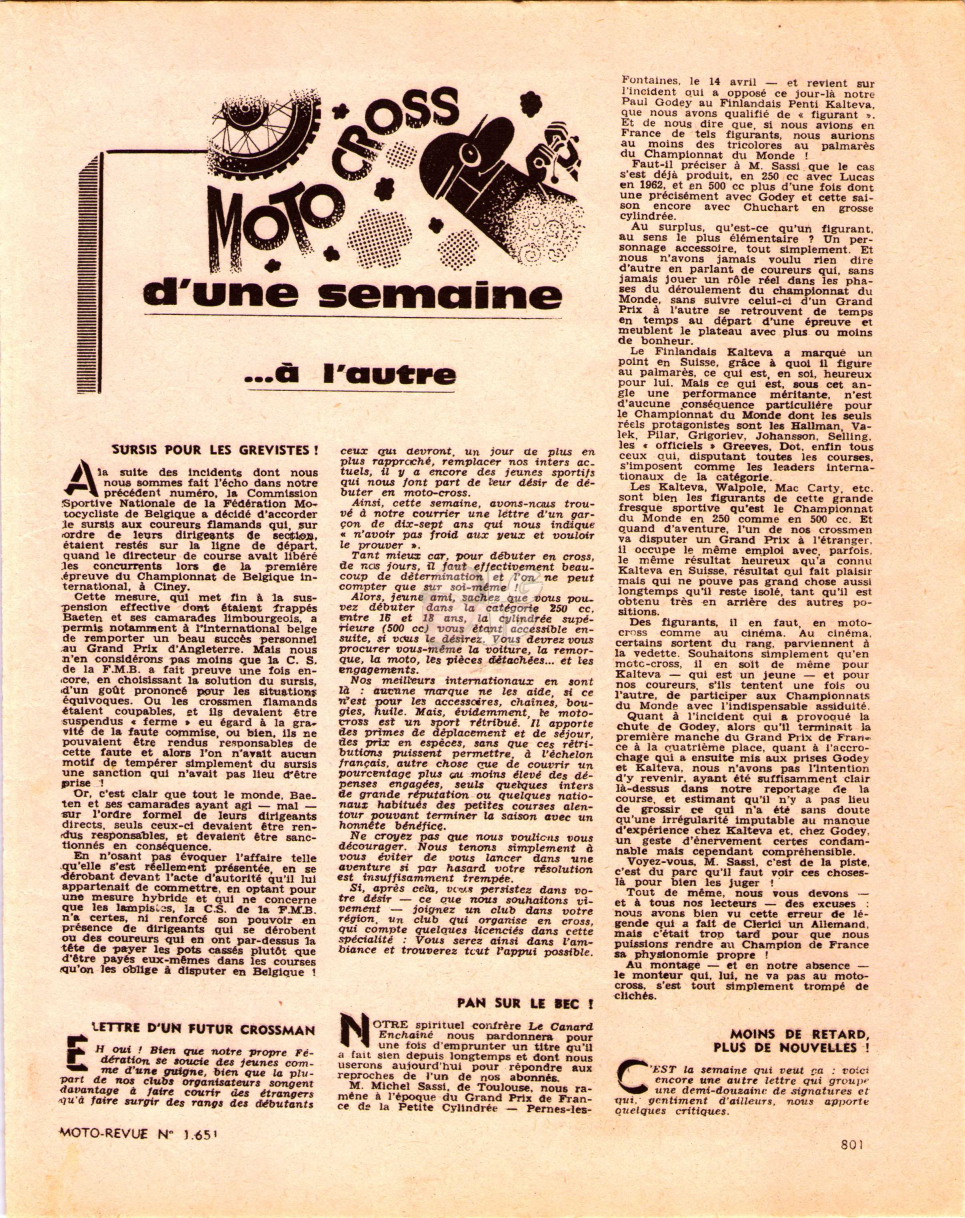 MOTO CROSS
d'une semaine
...à l'autre
SURSIS POUR LES GREVISTES !
A la suite des incidents dont nous
nous sommes fait l'écho dans notre
précédent numéro, la Commission
Sportive Nationale de la Fédération Mo-
tocycliste de Belgique a décidé d'accorder
le sursis aux coureurs flamands qui, sur
ordre de leurs dirigeants de section,
étaient restés sur la ligne de départ,
quand le directeur de course avait libéré
les concurrents lors de la première
épreuve du Championnat de Belgique in-
ternational, à Ciney.
Cette mesure, qui met fin à la sus-
pension effective dont étaient frappés
Baeten et ses camarades limbourgeois, a
permis notamment à l'international belge
de remporter un beau succès personnel
au Grand Prix d'Angleterre. Mais nous
n'en considérons pas moins que la C. S.
de la F.M.B. a fait preuve une fois en-
core, en choisissant la solution du sursis,
d'un goût prononcé pour les situations
équivoques. Ou les crossmen flamands
étaient coupables, et ils devaient être
suspendus « ferme » eu égard à la gra-
vité de la faute commise, ou bien, ils ne
pouvaient être rendus responsables de
cette faute et alors l'on n'avait aucun
motif de tempérer simplement du sursis
une sanction qui n'avait pas lieu d'être
prise !
Or, c'est clair que tout le monde, Bae-
ten et ses camarades ayant agi — mal —
sur l'ordre formel de leurs dirigeants
directs, seuls ceux-ci devaient être ren-
dus responsables, et devaient être sanc-
tionnés en conséquence.
En n'osant pas évoquer l'affaire telle
qu'elle s'est réellement présentée, en se
dérobant devant l'acte d'autorité qu'il lui
appartenait de commettre, en optant pour
une mesure hybride et qui ne concerne
que les lampistes, la C.S. de la F.M.B.
n'a certes, ni renforcé son pouvoir en
présence de dirigeants qui se dérobent
ou des coureurs qui en ont par-dessus la
tête de payer les pots cassés plutôt que
d'être payés eux-mêmes dans les courses
qu'on les oblige à disputer en Belgique !
LETTRE D'UN FUTUR CROSSMAN
EH oui ! Bien que notre propre Fé-
dération se soucie des jeunes com-
me d'une guigne, bien que la plu-
part de nos clubs organisateurs songent
davantage à faire courir des étrangers
qu'à faire surgir des rangs des débutants
ceux qui devront, un jour de plus en
plus rapproché, remplacer nos inters ac-
tuels, il y a encore des jeunes sportifs
qui nous font part de leur désir de dé-
buter en moto-cross.
Ainsi, cette semaine, avons-nous trou-
vé à notre courrier une lettre d'un gar-
çon de dix-sept ans qui nous indique
« n'avoir pas froid aux yeux et vouloir
le prouver ».
Tant mieux car, pour débuter en cross,
de nos jours, il faut effectivement beau-
coup de détermination et l'on ne peut
compter que sur soi-même !
Alors, jeune ami, sachez que vous pou-
vez débuter dans la catégorie 250 cc,
entre 16 et 18 ans, la cylindrée supé-
rieure (500 cc) vous étant accessible en-
suite, si vous le désirez. Vous devrez vous
procurer vous-même la voiture, la remor-
que, la moto, les pièces détachées... et les
engagements.
Nos meilleurs internationaux en sont
là : aucune marque ne les aide, si ce
n'est pour les accessoires, chaînes, bou-
gies, huile. Mais, évidemment, le moto-
cross est un sport rétribué. Il apporte
des primes de déplacement et de séjour,
des prix en espèces, sans que ces rétri-
butions puissent permettre, à l'échelon
français, autre chose que de couvrir un
pourcentage plus ou moins élevé des dé-
penses engagées, seuls quelques inters
de grande réputation ou quelques natio-
naux habitués des petites courses alen-
tour pouvant terminer la saison avec un
honnête bénéfice.
Ne croyez pas que nous voulions vous
décourager. Nous tenons simplement à
vous éviter de vous lancer dans une
aventure si par hasard votre résolution
est insuffisamment trempée.
Si, après cela, vous persistez dans vo-
tre désir — ce que nous souhaitons vi-
vement — joignez un club dans votre
région, un club qui organise en cross,
qui compte quelques licenciés dans cette
spécialité : Vous serez ainsi dans l'am-
biance et trouverez tout l'appui possible.
PAN SUR LE BEC !
NOTRE spirituel confrère Le Canard
Enchaîné nous pardonnera pour
une fois d'emprunter un titre qu'il
a fait sien depuis longtemps et dont nous
userons aujourd'hui pour répondre aux
reproches de l'un de nos abonnés.
M. Michel Sassi, de Toulouse, nous ra-
mène à l'époque du Grand Prix de Fran-
ce de la Petite Cylindrée — Pernes-les-
Fontaines, le 14 avril — et revient sur
l'incident qui a opposé ce jour-là notre
Paul Godey au Finlandais Penti Kalteva,
que nous avons qualifié de « figurant ».
Et de nous dire que, si nous avions en
France de tels figurants, nous aurions
au moins des tricolores au palmarès
du Championnat du Monde !
Faut-il préciser à M. Sassi que le cas
s'est déjà produit, en 250 cc avec Lucas
en 1962, et en 500 cc plus d'une fois dont
une précisément avec Godey et cette sai-
son encore avec Chuchart en grosse
cylindrée.
Au surplus, qu'est-ce qu'un figurant,
au sens le plus élémentaire ? Un per-
sonnage accessoire, tout simplement. Et
nous n'avons jamais voulu rien dire
d'autre en parlant de coureurs qui, sans
jamais jouer un rôle réel dans les pha-
ses du déroulement du championnat du
Monde, sans suivre celui-ci d'un Grand
Prix à l'autre se retrouvent de temps
en temps au départ d'une épreuve et
meublent le plateau avec plus ou moins
de bonheur.
Le Finlandais Kalteva a marqué un
point en Suisse, grâce à quoi il figure
au palmarès, ce qui est, en soi, heureux
pour lui. Mais ce qui est, sous cet an-
gle une performance méritante, n'est
d'aucune conséquence particulière pour
le Championnat du Monde dont les seuls
réels protagonistes sont les Hallman, Va-
lek, Pilar, Grigoriev, Johansson, Selling,
les « officiels » Greeves, Dot, enfin tous
ceux qui, disputant toutes les courses,
s'imposent comme les leaders interna-
tionaux de la catégorie.
Les Kalteva, Walpole, Mac Carty, etc.
sont bien les figurants de cette grande
fresque sportive qu'est le Championnat
du Monde en 250 comme en 500 cc. Et
quand d'aventure, l'un de nos crossmen
va disputer un Grand Prix à l'étranger,
il occupe le même emploi avec, parfois,
le même résultat heureux qu'a connu
Kalteva en Suisse, résultat qui fait plaisir
mais qui ne pouve pas grand chose aussi
longtemps qu'il reste isolé, tant qu'il est
obtenu très en arrière des autres po-
sitions.
Des figurants, il en faut, en moto-
cross comme au cinéma. Au cinéma,
certains sortent du rang, parviennent à
la vedette. Souhaitons simplement qu'en
moto-cross, il en soit de même pour
Kalteva — qui est un jeune — et pour
nos coureurs, s'ils tentent une fois ou
l'autre, de participer aux Championnats
du Monde avec l'indispensable assiduité.
Quant à l'incident qui a provoqué la
chute de Godey, alors qu'il terminait la
première manche du Grand Prix de Fran-
ce à la quatrième place, quant à l'accro-
chage qui a ensuite mis aux prises Godey
et Kalteva, nous n'avons pas l'intention
d'y revenir, ayant été suffisamment clair
là-dessus dans notre reportage de la
course, et estimant qu'il n'y a pas lieu
de grossir ce qui n'a été sans doute
qu'une irrégularité imputable au manque
d'expérience chez Kalteva et, chez Godey,
un geste d'énervement certes condam-
nable mais cependant compréhensible.
Voyez-vous, M. Sassi, c'est de la piste,
c'est du parc qu'il faut voir ces choses-
là pour bien les juger !
Tout de même, nous vous devons —
et à tous nos lecteurs — des excuses :
nous avons bien vu cette erreur de lé-
gende qui a fait de Clerici un Allemand,
mais c'était trop tard pour que nous
puissions rendre au Champion de France
sa physionomie propre !
Au montage — et en notre absence —
le monteur qui, lui, ne va pas au moto-
cross, s'est tout simplement trompé de
clichés.
MOINS DE RETARD,
PLUS DE NOUVELLES !
C'EST la semaine qui veut ça : voici
encore une autre lettre qui groupe
une demi-douzaine de signatures et
qui, gentiment d'ailleurs, nous apporte
quelques critiques.
MOTO-REVUE N° 1.651
801